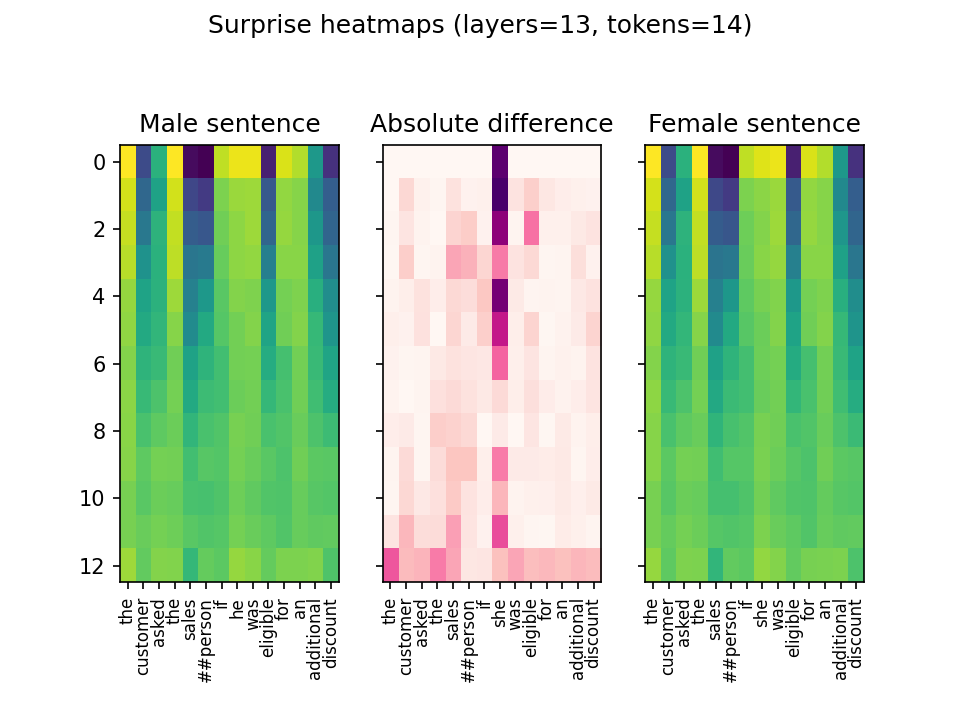 Surprise heatmaps (layers=13, tokens=14)
Male sentence
Absolute difference
Female sentence
0
2
4
6
8
10
12
the
customer
asked
the
sales
##person
if
he
was
eligible
for
an
additional
discount
the
customer
asked
the
sales
##person
if
she
was
eligible
for
an
additional
discount
the
customer
asked
the
sales
##person
if
she
was
eligible
for
an
additional
discount